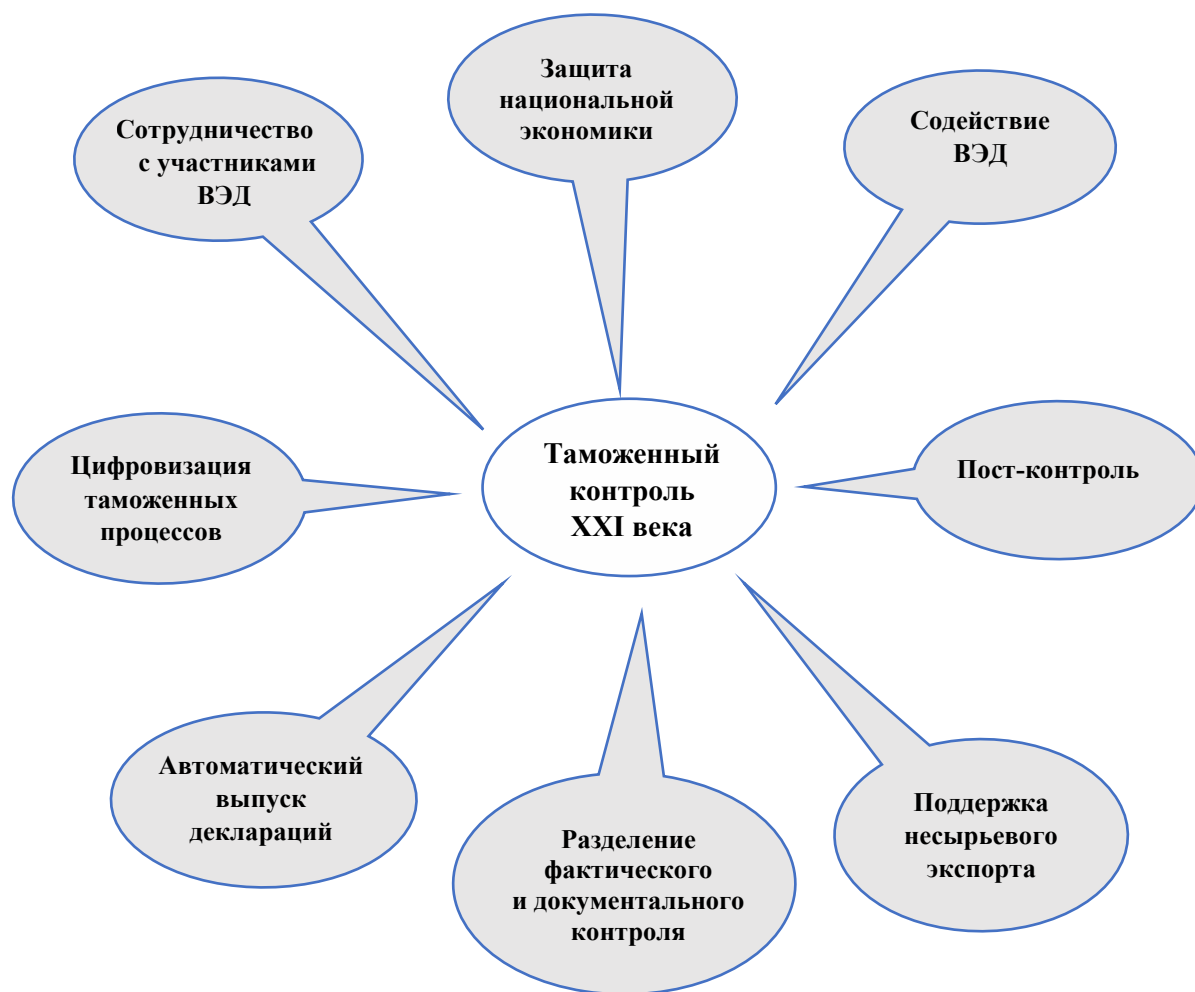 Защита
национальной
экономики
Сотрудничество
с участниками
ВЭД
Содействие
ВЭД
Цифровизация
таможенных
процессов
Таможенный
контроль
XXI века
Пост-контроль
Автоматический
выпуск
деклараций
Разделение
фактического
и документального
контроля
Поддержка
несырьевого
экспорта